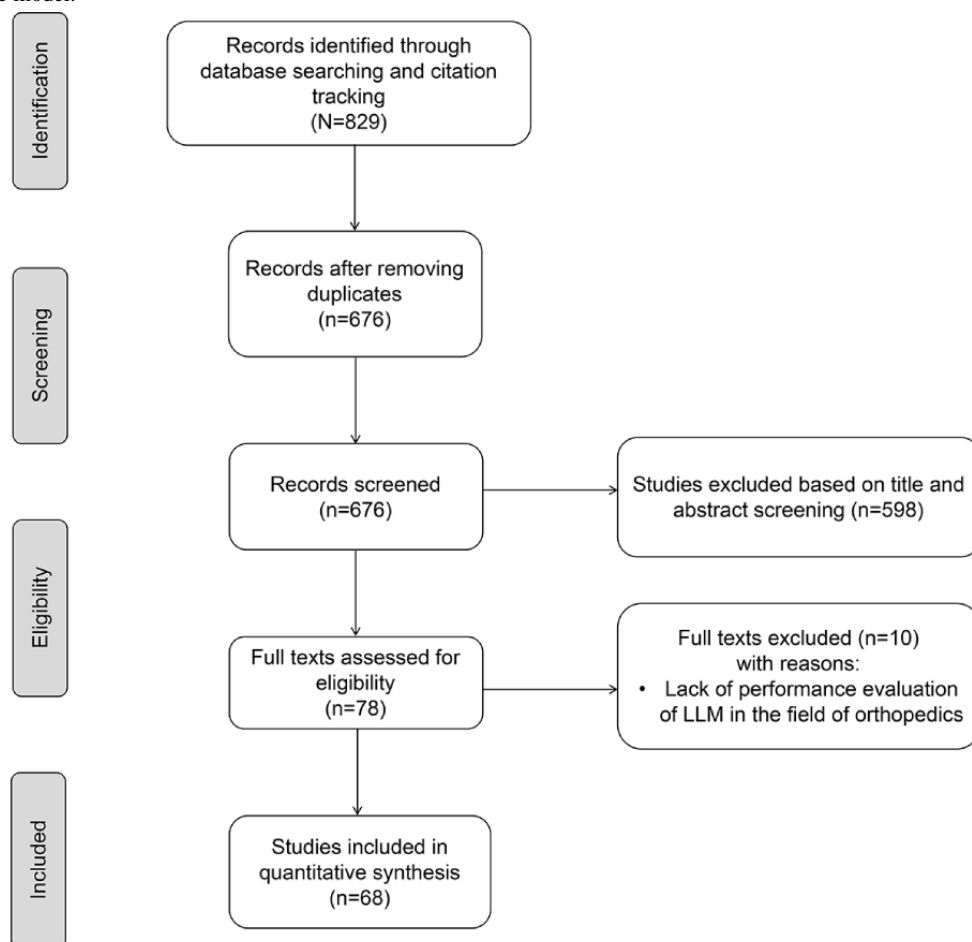 e model.
Identification
Records identified through
database searching and citation
tracking
(N=829)
Screening
Records after removing
duplicates
(n=676)
Records screened
(n=676)
Studies excluded based on title and
abstract screening (n=598)
Eligibility
Full texts assessed for
eligibility
(n=78)
Full texts excluded (n=10)
with reasons:
• Lack of performance evaluation
of LLM in the field of orthopedics
Included
Studies included in
quantitative synthesis
(n=68)